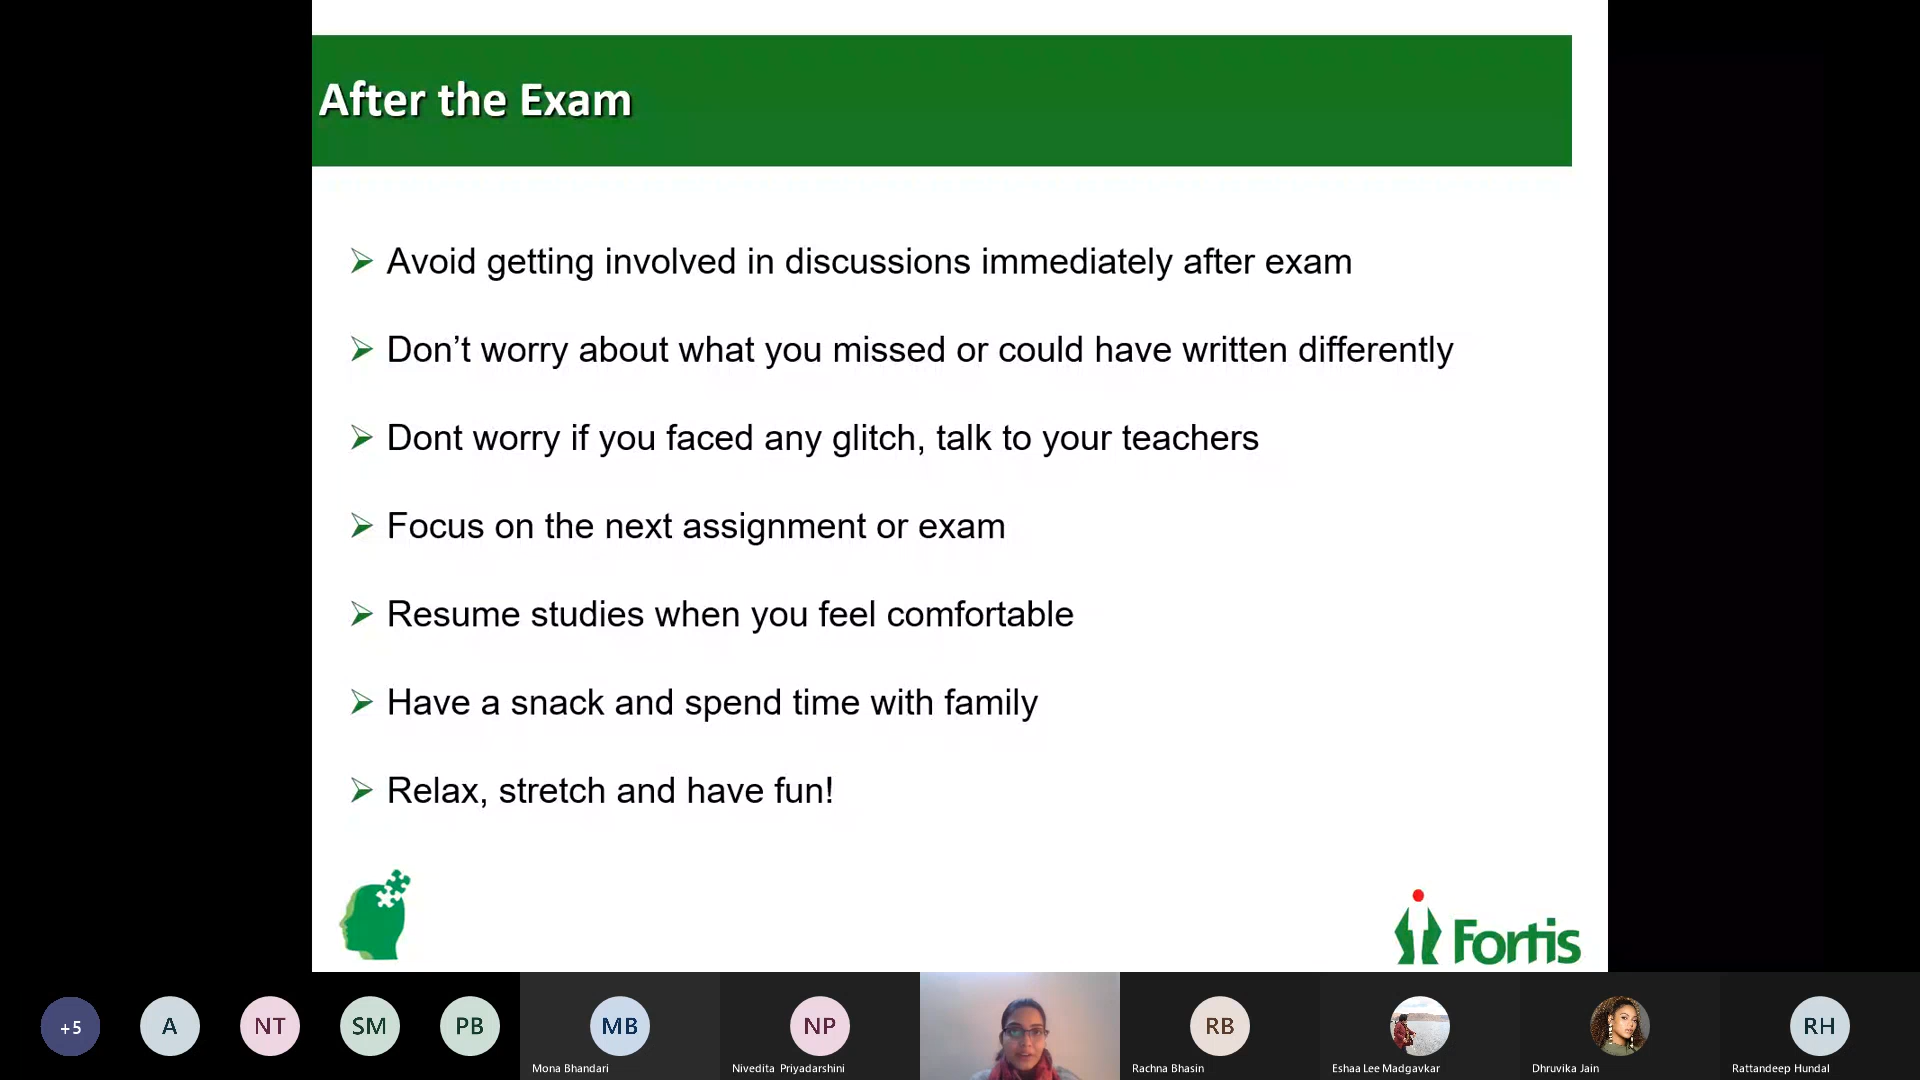 After the Exam
Avoid getting involved in discussions immediately after exam
Don’t worry about what you missed or could have written differently
Dont worry if you faced any glitch, talk to your teachers
Focus on the next assignment or exam
Resume studies when you feel comfortable
Have a snack and spend time with family
Relax, stretch and have fun!
Fortis
+5
A
NT
SM
PB
MB
NP
RB
RH
Mona Bhandari
Nivedita Priyadarshini
Rachna Bhasin
Eshaa Lee Madgavkar
Dhruvika Jain
Rattandeep Hundal